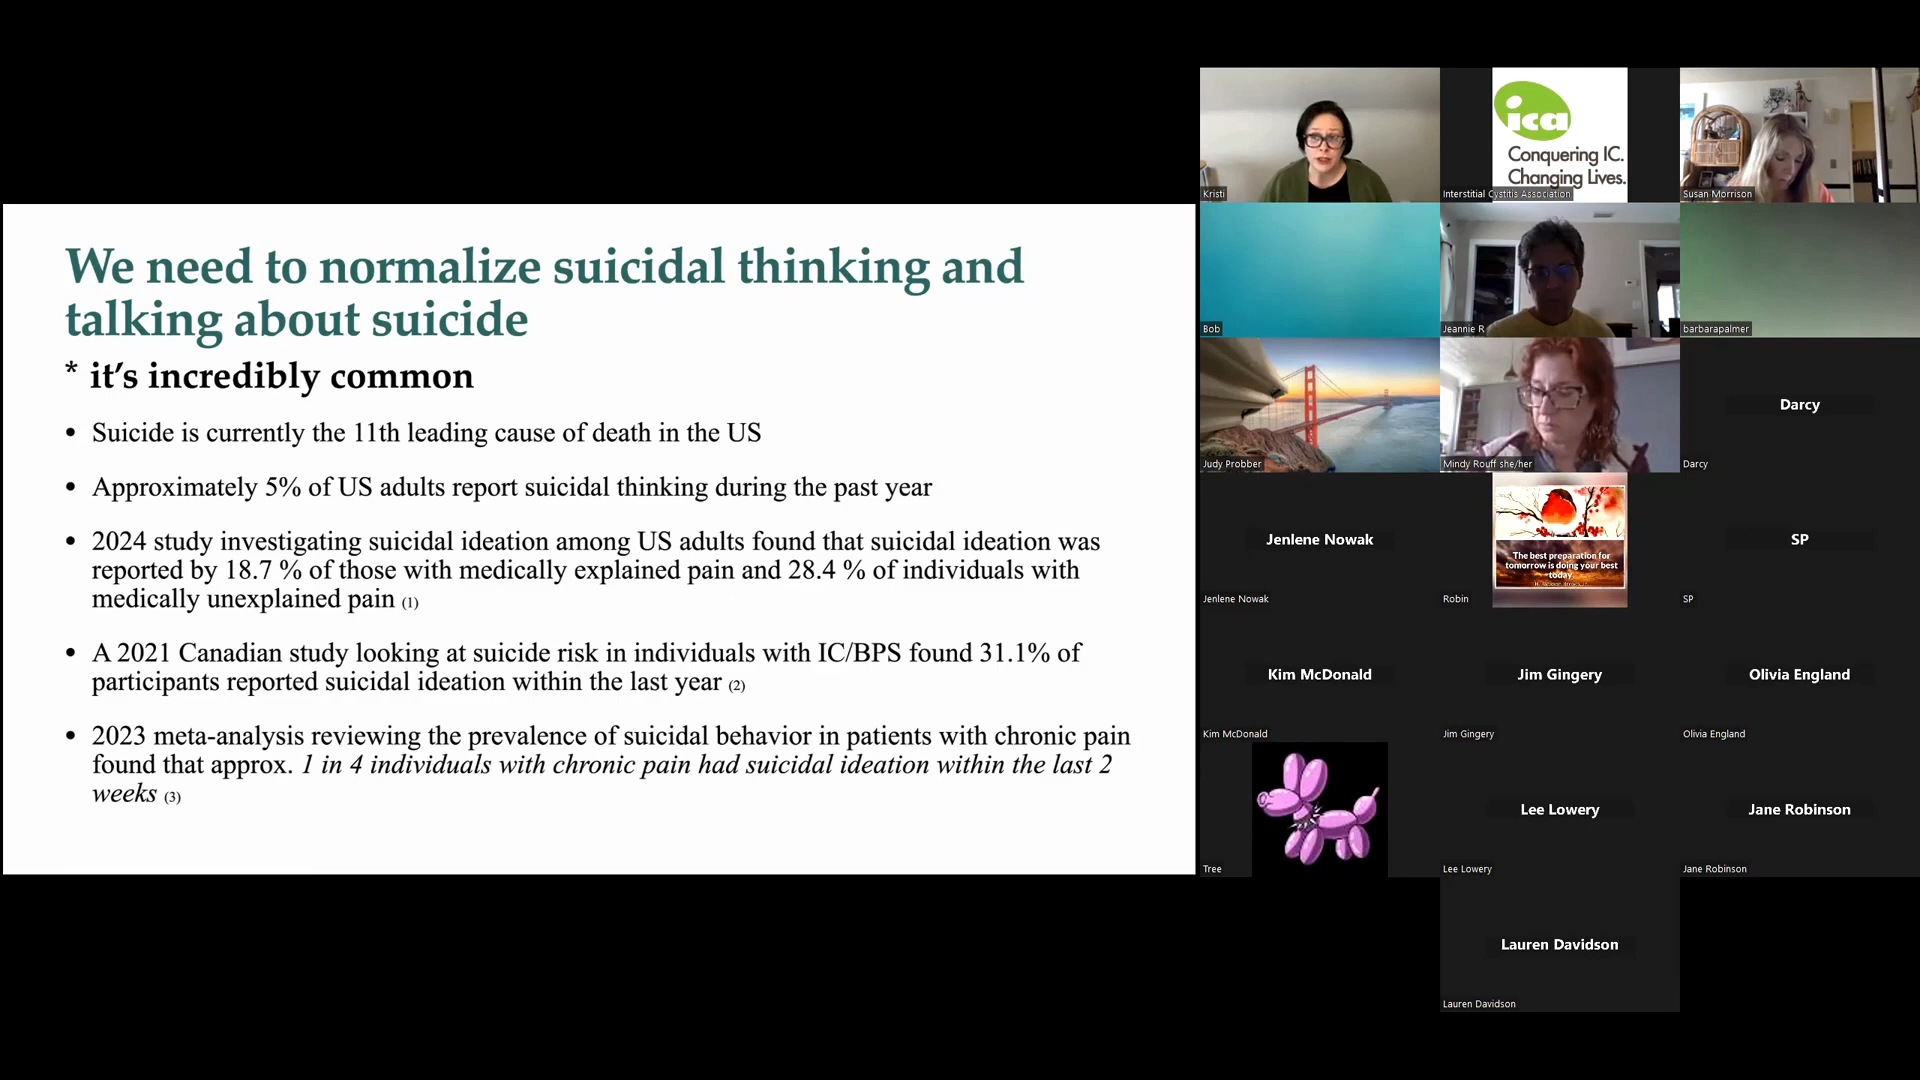 We need to normalize suicidal thinking and
talking about suicide
* it's incredibly common
• Suicide is currently the 11th leading cause of death in the US
• Approximately 5% of US adults report suicidal thinking during the past year
• 2024 study investigating suicidal ideation among US adults found that suicidal ideation was
reported by 18.7 % of those with medically explained pain and 28.4 % of individuals with
medically unexplained pain (1)
• A 2021 Canadian study looking at suicide risk in individuals with IC/BPS found 31.1% of
participants reported suicidal ideation within the last year (2)
• 2023 meta-analysis reviewing the prevalence of suicidal behavior in patients with chronic pain
found that approx. 1 in 4 individuals with chronic pain had suicidal ideation within the last 2
weeks (3)
Kristi
ica
Conquering IC.
Changing Lives.
Interstitial Cystitis Association
Susan Morrison
Bob
Jeannie R
barbarapalmer
Judy Probber
Mindy Rouff she/her
Darcy
Darcy
Jenlene Nowak
Jenlene Nowak
The best preparation for
tomorrow is doing your best
today.
Robin
SP
SP
Kim McDonald
Kim McDonald
Jim Gingery
Jim Gingery
Olivia England
Olivia England
Tree
Lee Lowery
Lee Lowery
Jane Robinson
Jane Robinson
Lauren Davidson
Lauren Davidson